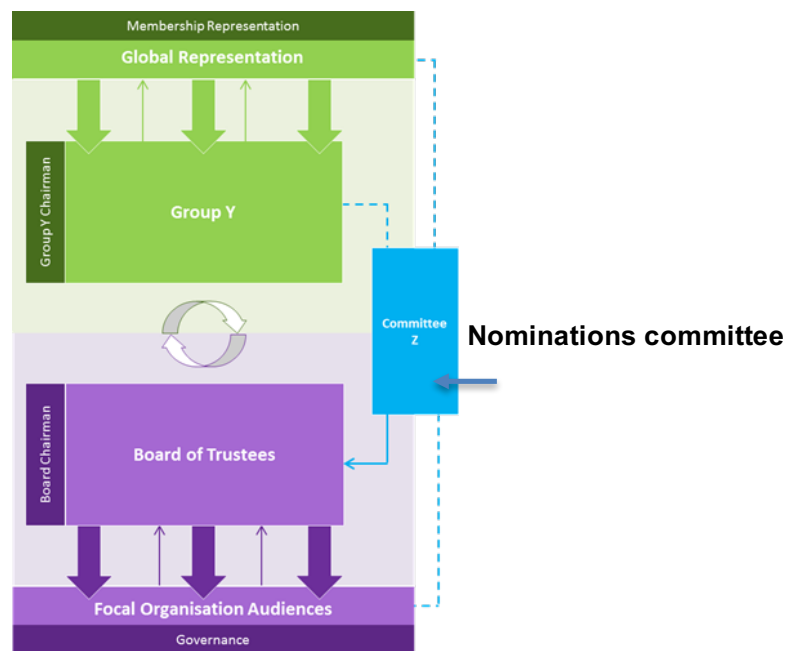 Membership Representation
Global Representation
Group Y Chairman
Group Y
Committee
Z
Nominations committee
Board Chairman
Board of Trustees
Focal Organisation Audiences
Governance